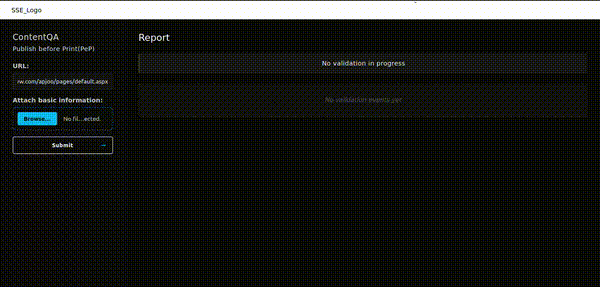 SSE_Logo
ContentQA
Publish before Print(PeP)
URL:
rw.com/apjoo/pages/default.aspx
Attach basic information:
Browse... No fil...ected.
Submit →
Report
No validation in progress
No validation events yet